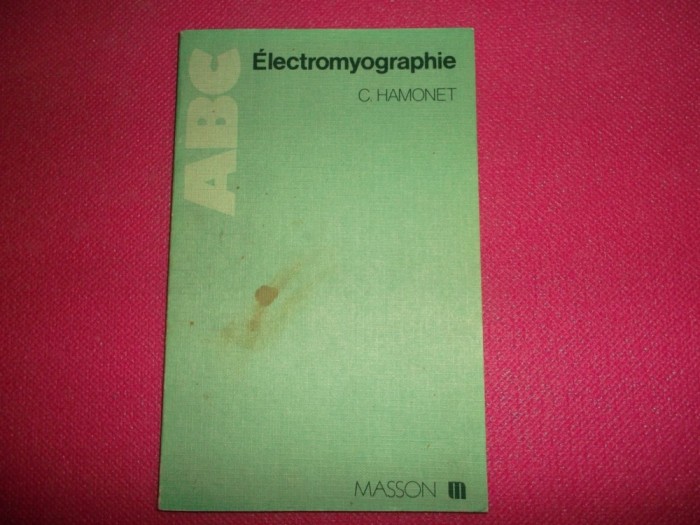 ABC
Électromyographie
C. HAMONET
MASSON m